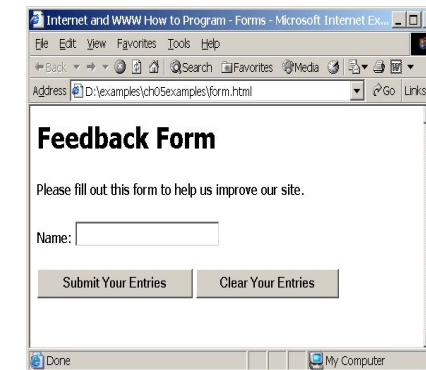 Internet and WWW How to Program - Forms - Microsoft Internet Ex...
File Edit View Favorites Tools Help
Back Search Favorites Media
Address D:\examples\ch05examples\form.html Go Links
Feedback Form
Please fill out this form to help us improve our site.
Name:
Submit Your Entries Clear Your Entries
Done My Computer